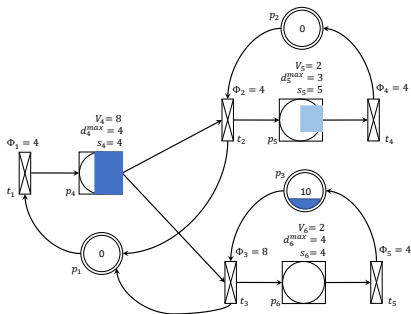 p₂
0
V₅= 2
d₅ᵐᵃˣ = 3
s₅= 5
Φ₂ = 4
Φ₄ = 4
V₄= 8
d₄ᵐᵃˣ = 4
s₄= 4
Φ₁ = 4
t₂
p₅
t₄
p₃
10
t₁
p₄
V₆= 2
d₆ᵐᵃˣ = 4
s₆= 4
Φ₃ = 8
Φ₅ = 4
0
p₁
t₃
p₆
t₅